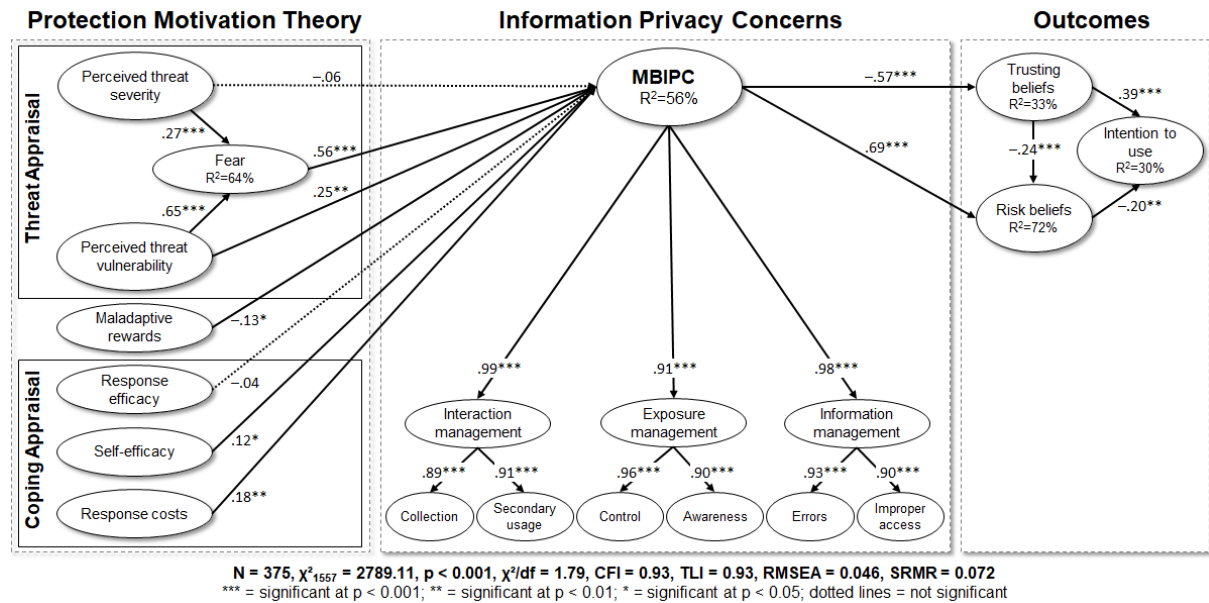 Protection Motivation Theory
Information Privacy Concerns
Outcomes
Threat Appraisal
Perceived threat
severity
–.06
.27***
Fear
R²=64%
.56***
.25**
.65***
Perceived threat
vulnerability
Maladaptive
rewards
–.13*
Coping Appraisal
Response
efficacy
–.04
Self-efficacy
.12*
Response costs
.18**
MBIPC
R²=56%
–.57***
.69***
.99***
.91***
.98***
Interaction
management
Exposure
management
Information
management
.89***
.91***
.96***
.90***
.93***
.90***
Collection
Secondary
usage
Control
Awareness
Errors
Improper
access
Trusting
beliefs
R²=33%
.39***
Intention to
use
R²=30%
–.24***
Risk beliefs
R²=72%
–.20**
N = 375, χ²₁₅₅₇ = 2789.11, p < 0.001, χ²/df = 1.79, CFI = 0.93, TLI = 0.93, RMSEA = 0.046, SRMR = 0.072
*** = significant at p < 0.001; ** = significant at p < 0.01; * = significant at p < 0.05; dotted lines = not significant